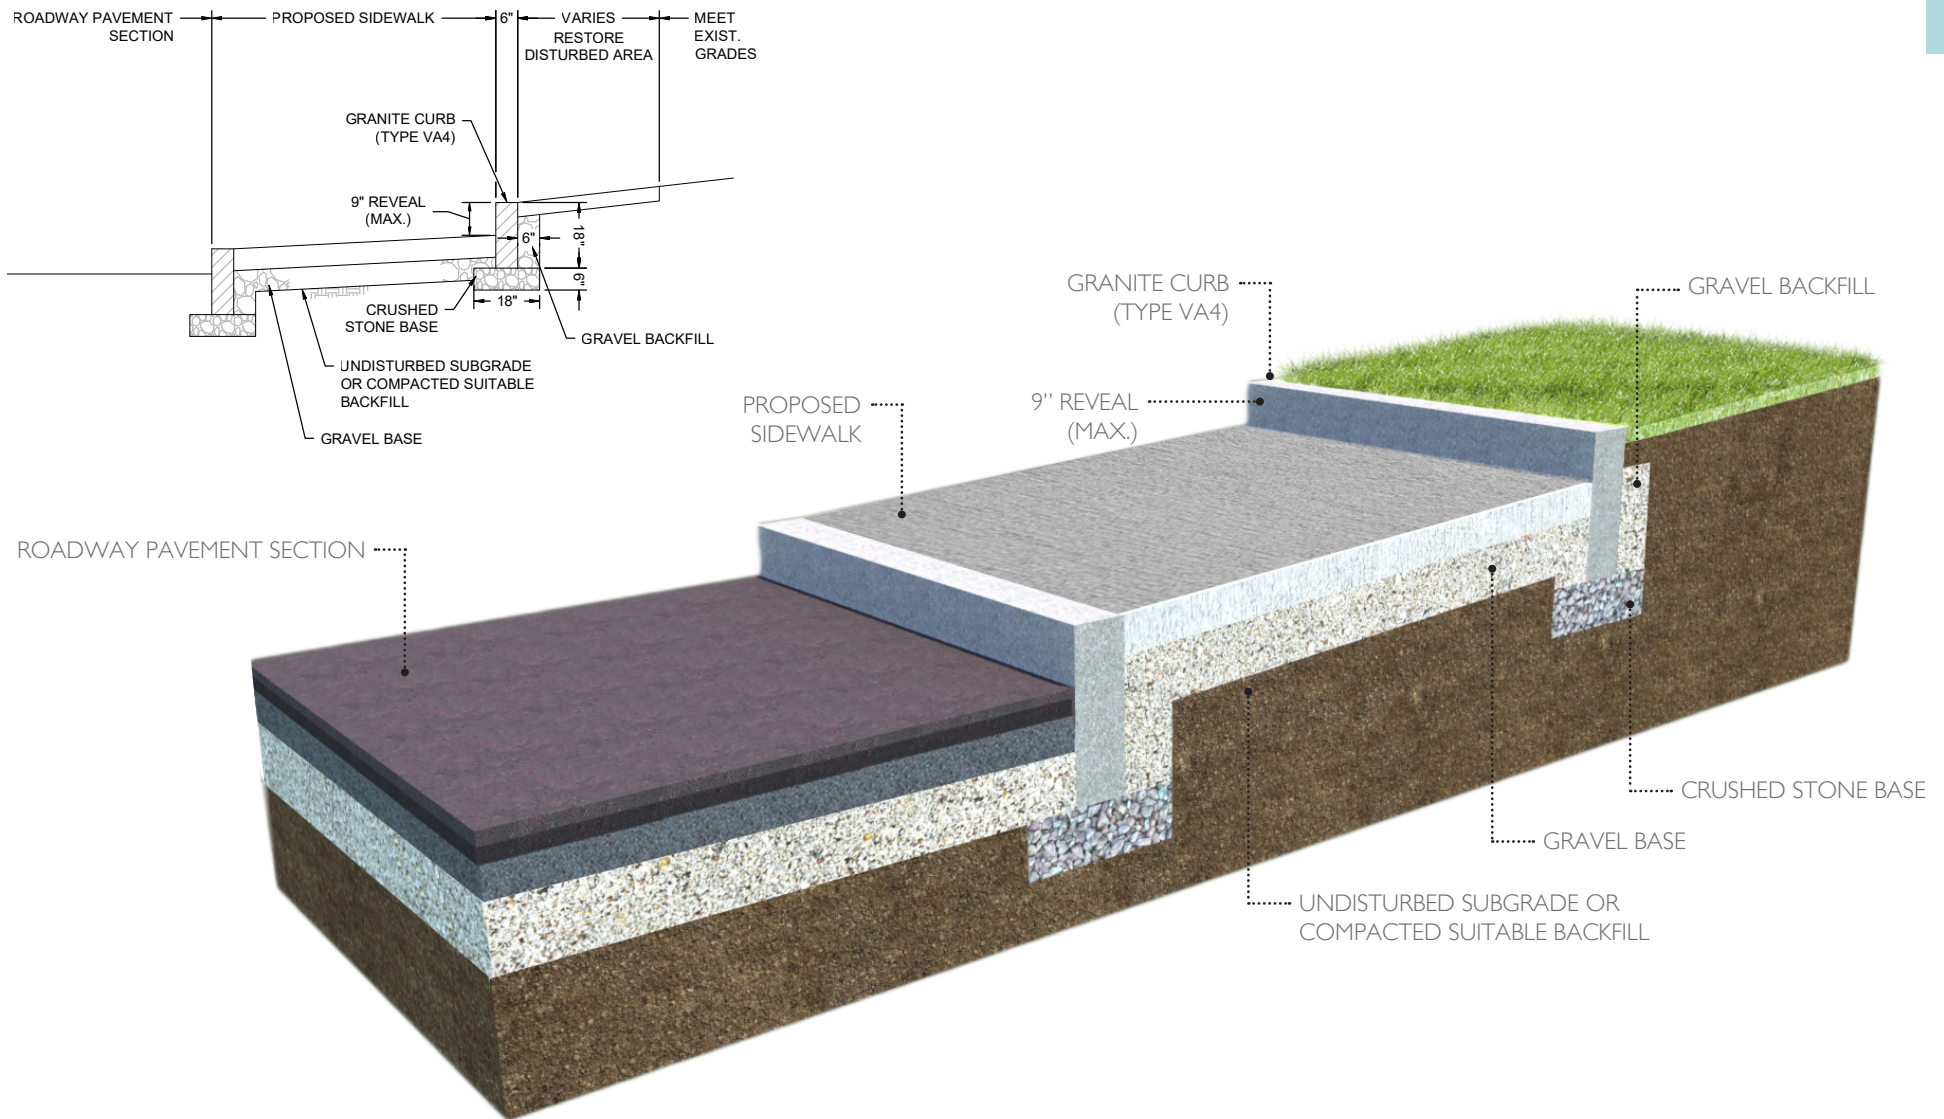 ROADWAY PAVEMENT
SECTION
PROPOSED SIDEWALK
6"
VARIES
RESTORE
DISTURBED AREA
MEET
EXIST.
GRADES
GRANITE CURB
(TYPE VA4)
9" REVEAL
(MAX.)
6"
18"
6"
18"
CRUSHED
STONE BASE
GRAVEL BACKFILL
UNDISTURBED SUBGRADE
OR COMPACTED SUITABLE
BACKFILL
GRAVEL BASE
GRANITE CURB
(TYPE VA4)
GRAVEL BACKFILL
PROPOSED
SIDEWALK
9'' REVEAL
(MAX.)
ROADWAY PAVEMENT SECTION
CRUSHED STONE BASE
GRAVEL BASE
UNDISTURBED SUBGRADE OR
COMPACTED SUITABLE BACKFILL